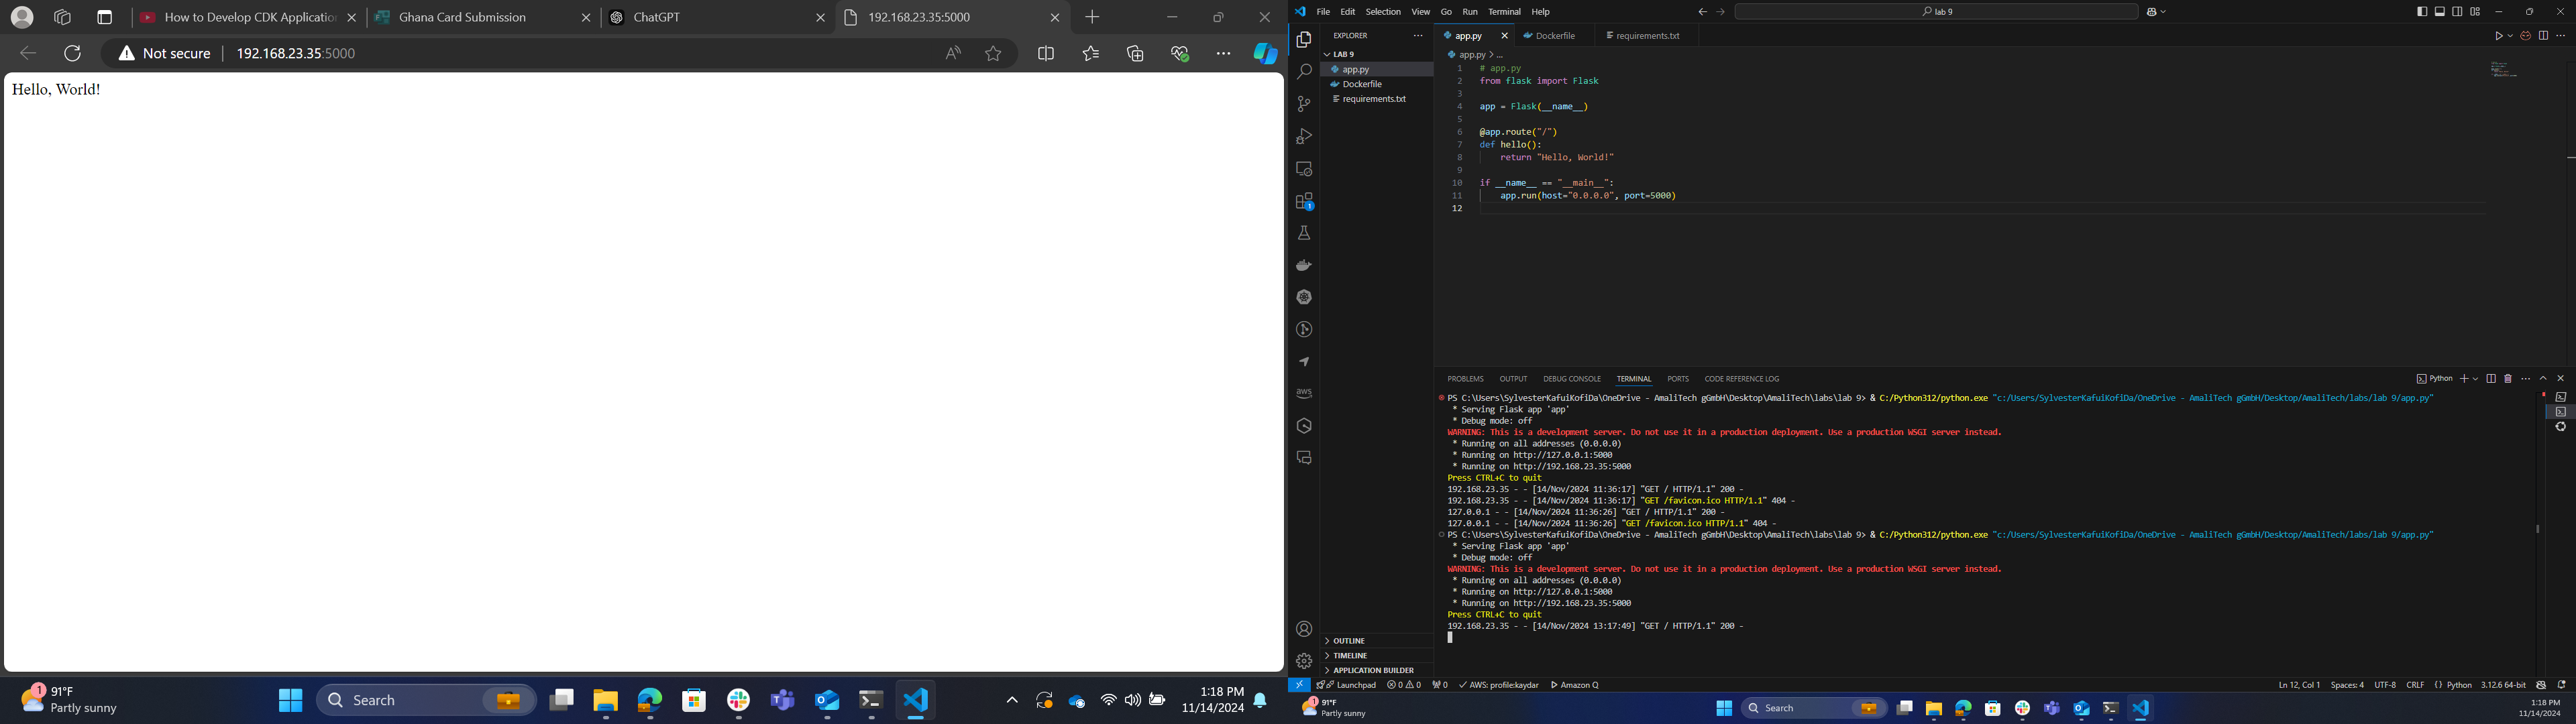 How to Develop CDK Application
Ghana Card Submission
ChatGPT
192.168.23.35:5000
Not secure
192.168.23.35:5000
Hello, World!
1
91°F
Partly sunny
Search
1:18 PM
11/14/2024
File Edit Selection View Go Run Terminal Help
lab 9
EXPLORER
LAB 9
app.py
Dockerfile
requirements.txt
1
aws
OUTLINE
TIMELINE
APPLICATION BUILDER
app.py
Dockerfile
requirements.txt
app.py > ...
1 # app.py
2 from flask import Flask
3
4 app = Flask(__name__)
5
6 @app.route("/")
7 def hello():
8 return "Hello, World!"
9
10 if __name__ == "__main__":
11 app.run(host="0.0.0.0", port=5000)
12
PROBLEMS OUTPUT DEBUG CONSOLE TERMINAL PORTS CODE REFERENCE LOG
Python
PS C:\Users\SylvesterKafuiKofiDa\OneDrive - AmaliTech gGmbH\Desktop\AmaliTech\labs\lab 9> & C:/Python312/python.exe "c:/Users/SylvesterKafuiKofiDa/OneDrive - AmaliTech gGmbH/Desktop/AmaliTech/labs/lab 9/app.py"
* Serving Flask app 'app'
* Debug mode: off
WARNING: This is a development server. Do not use it in a production deployment. Use a production WSGI server instead.
* Running on all addresses (0.0.0.0)
* Running on http://127.0.0.1:5000
* Running on http://192.168.23.35:5000
Press CTRL+C to quit
192.168.23.35 - - [14/Nov/2024 11:36:17] "GET / HTTP/1.1" 200 -
192.168.23.35 - - [14/Nov/2024 11:36:17] "GET /favicon.ico HTTP/1.1" 404 -
127.0.0.1 - - [14/Nov/2024 11:36:26] "GET / HTTP/1.1" 200 -
127.0.0.1 - - [14/Nov/2024 11:36:26] "GET /favicon.ico HTTP/1.1" 404 -
PS C:\Users\SylvesterKafuiKofiDa\OneDrive - AmaliTech gGmbH\Desktop\AmaliTech\labs\lab 9> & C:/Python312/python.exe "c:/Users/SylvesterKafuiKofiDa/OneDrive - AmaliTech gGmbH/Desktop/AmaliTech/labs/lab 9/app.py"
* Serving Flask app 'app'
* Debug mode: off
WARNING: This is a development server. Do not use it in a production deployment. Use a production WSGI server instead.
* Running on all addresses (0.0.0.0)
* Running on http://127.0.0.1:5000
* Running on http://192.168.23.35:5000
Press CTRL+C to quit
192.168.23.35 - - [14/Nov/2024 13:17:49] "GET / HTTP/1.1" 200 -
Launchpad 0 0 0 AWS: profile:kaydar Amazon Q
Ln 12, Col 1 Spaces: 4 UTF-8 CRLF {} Python 3.12.6 64-bit
1
91°F
Partly sunny
Search
1:18 PM
11/14/2024